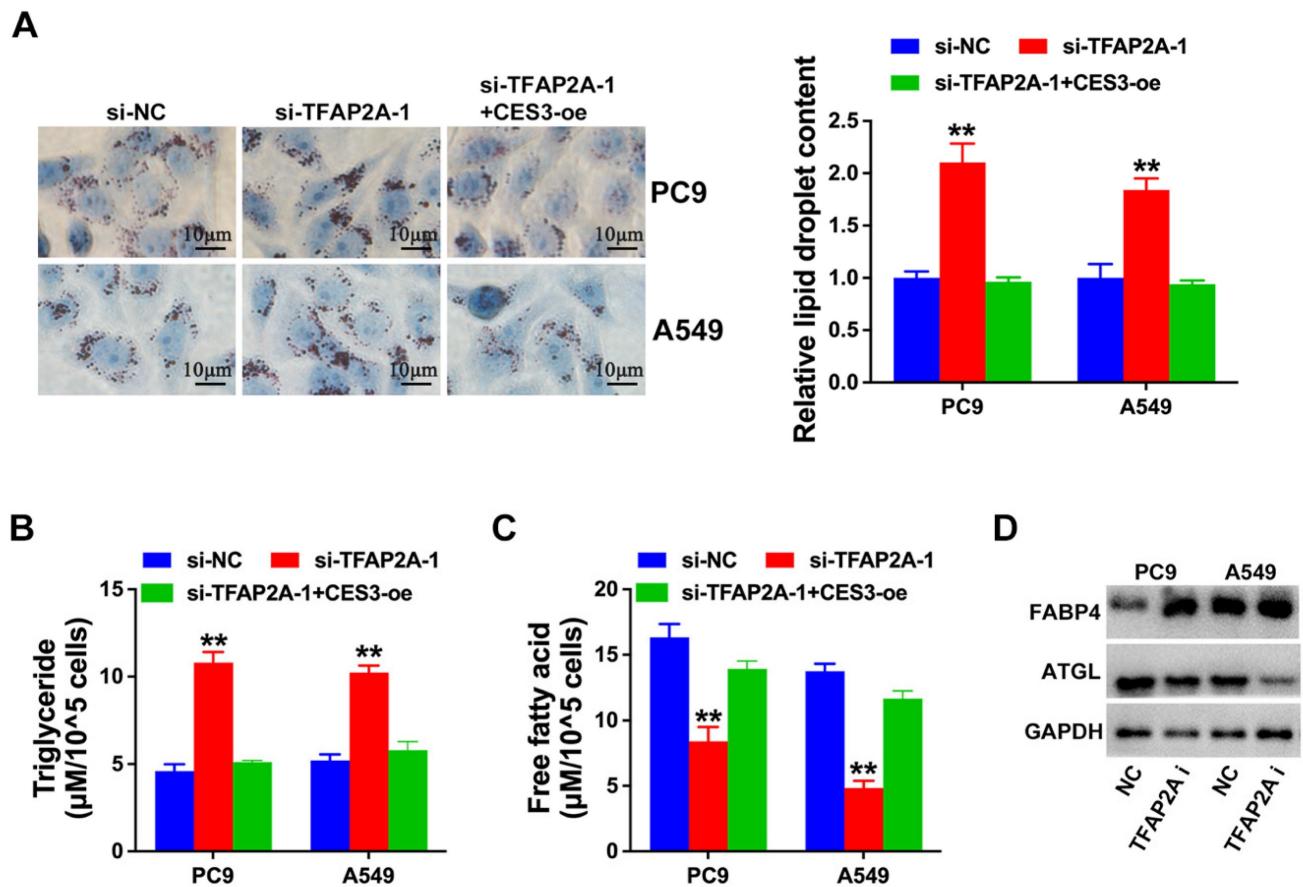 A
si-NC
si-TFAP2A-1
si-TFAP2A-1
+CES3-oe
PC9
10μm
10μm
10μm
A549
10μm
10μm
10μm
si-NC
si-TFAP2A-1
si-TFAP2A-1+CES3-oe
Relative lipid droplet content
2.5
2.0
1.5
1.0
0.5
0.0
**
**
PC9
A549
B
si-NC
si-TFAP2A-1
si-TFAP2A-1+CES3-oe
Triglyceride
(μM/10^5 cells)
15
10
5
0
**
**
PC9
A549
C
si-NC
si-TFAP2A-1
si-TFAP2A-1+CES3-oe
Free fatty acid
(μM/10^5 cells)
20
15
10
5
0
**
**
PC9
A549
D
PC9
A549
FABP4
ATGL
GAPDH
NC
TFAP2A i
NC
TFAP2A i